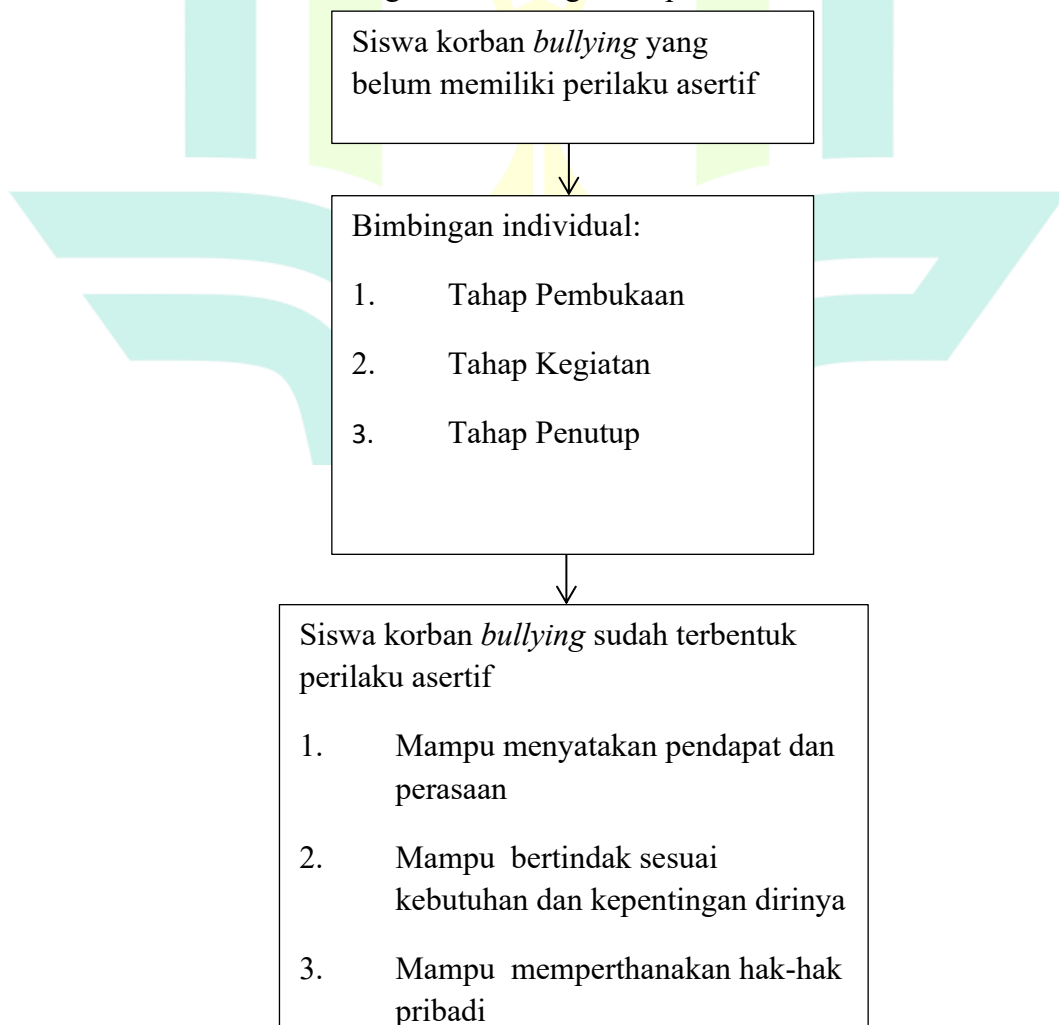 Siswa korban bullying yang
belum memiliki perilaku asertif
Bimbingan individual:
1. Tahap Pembukaan
2. Tahap Kegiatan
3. Tahap Penutup
Siswa korban bullying sudah terbentuk
perilaku asertif
1. Mampu menyatakan pendapat dan
perasaan
2. Mampu bertindak sesuai
kebutuhan dan kepentingan dirinya
3. Mampu memperthanakan hak-hak
pribadi